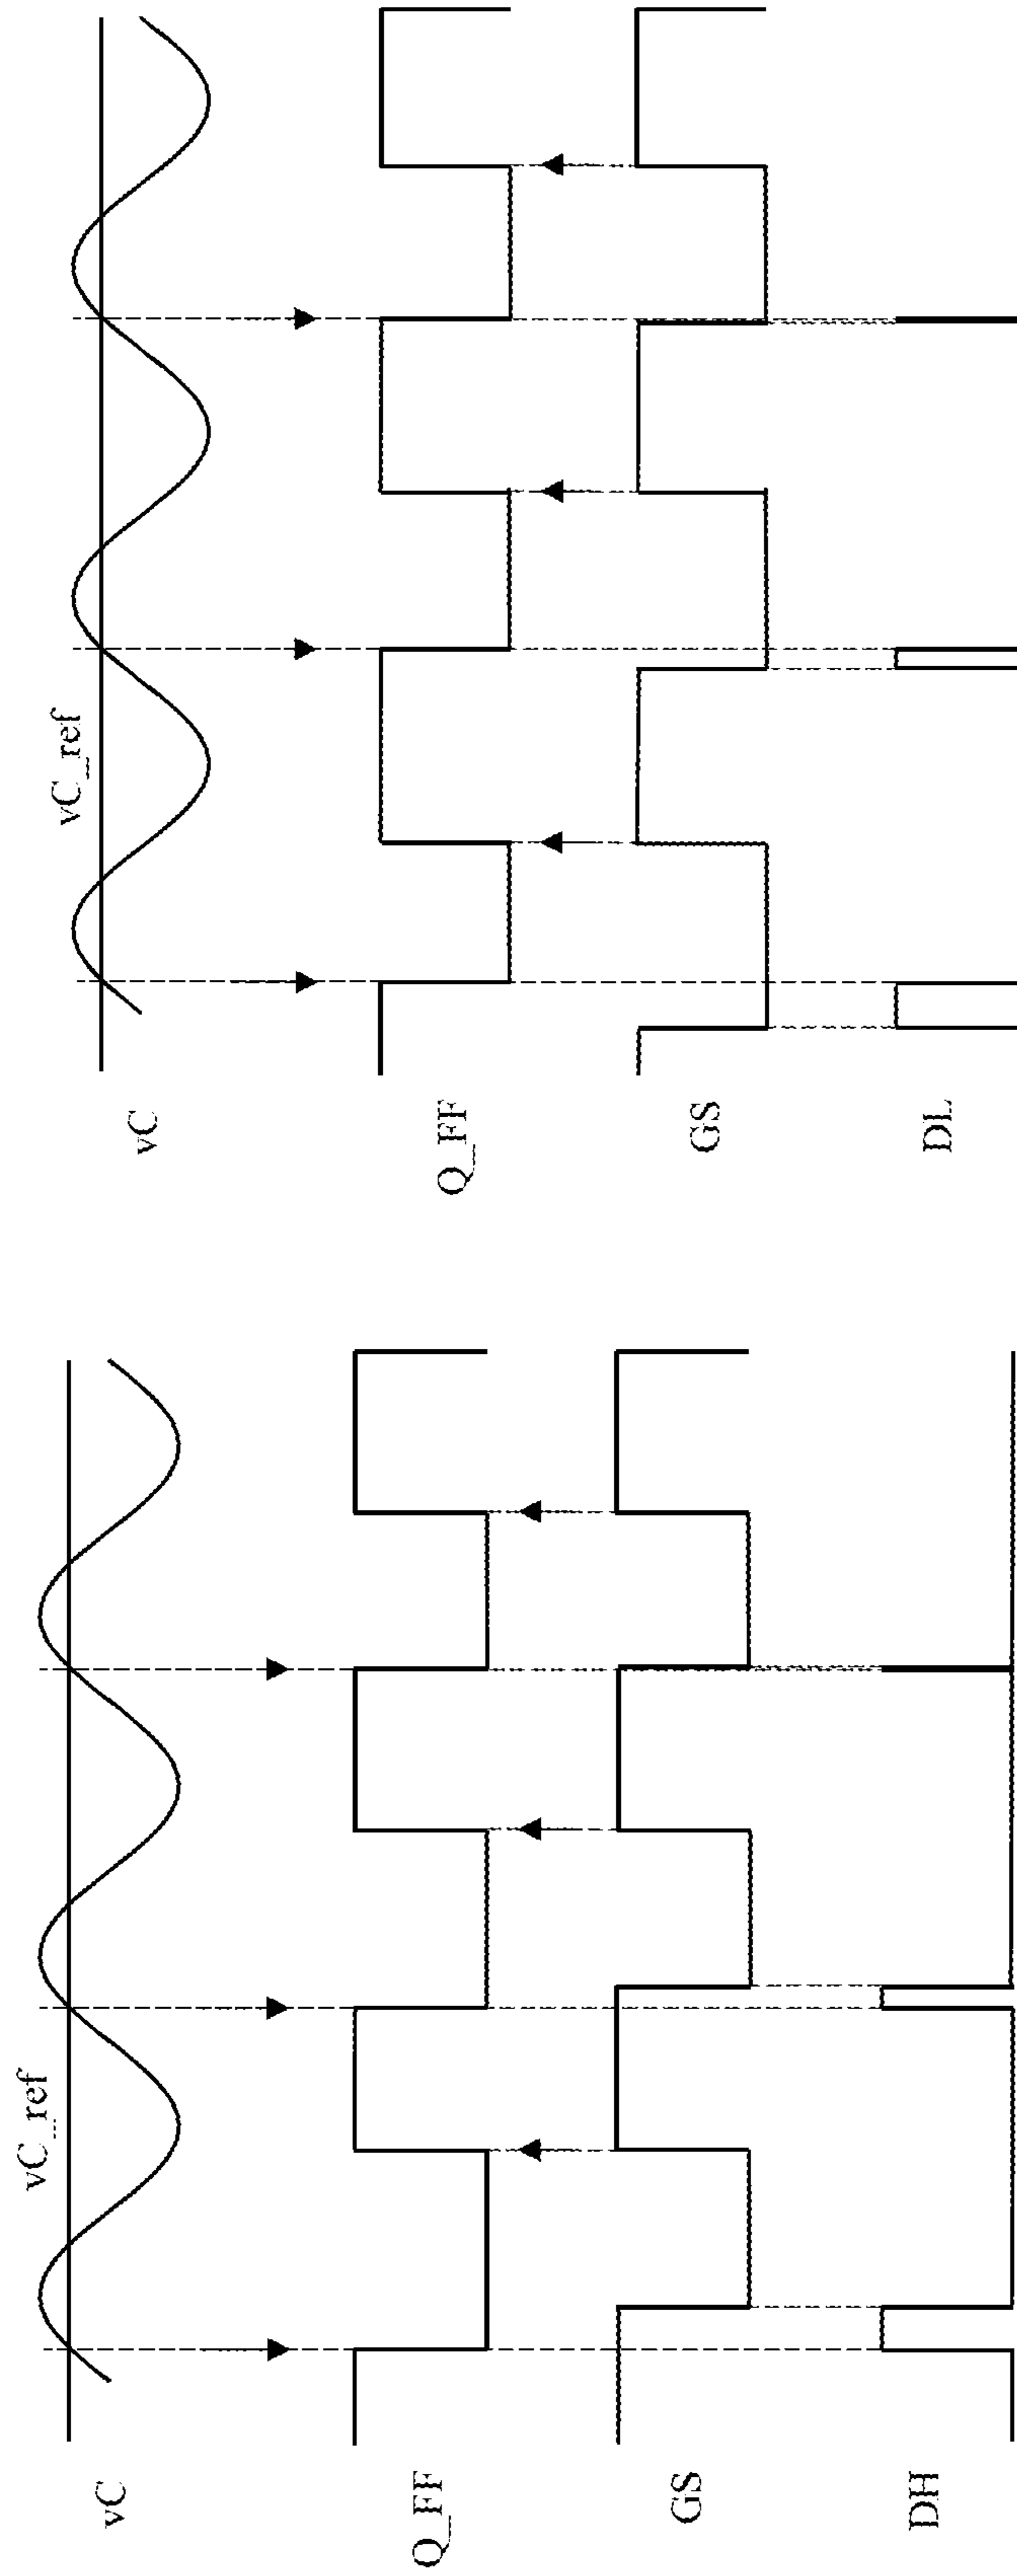 vC_ref
vC
Q_FF
GS
DH
vC_ref
vC
Q_FF
GS
DL